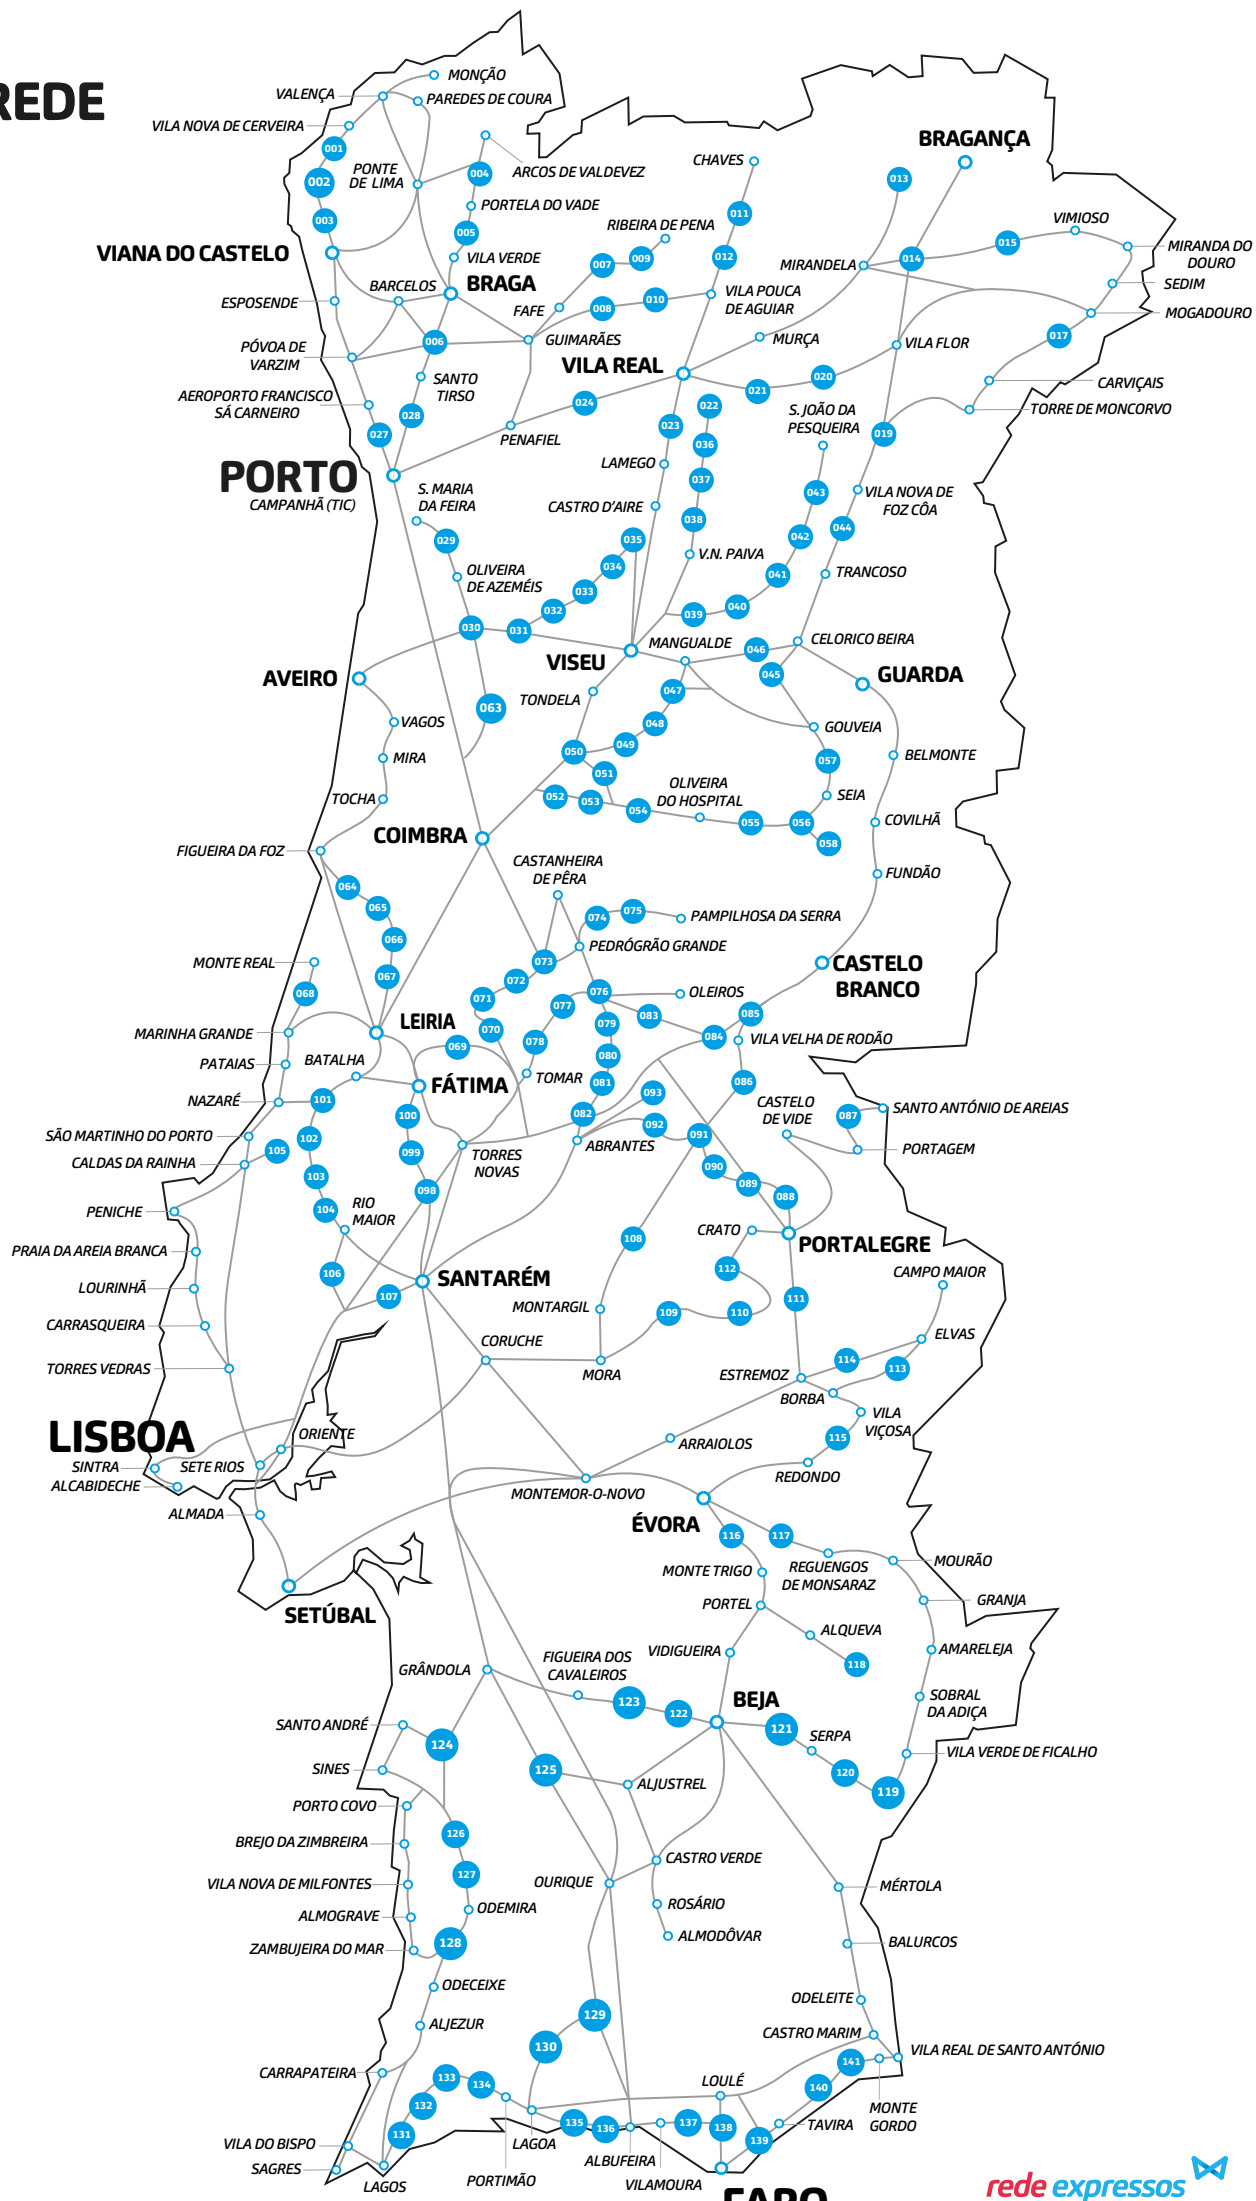 REDE
MONÇÃO
VALENÇA
PAREDES DE COURA
VILA NOVA DE CERVEIRA
001
002
PONTE
DE LIMA
004
ARCOS DE VALDEVEZ
CHAVES
BRAGANÇA
013
003
PORTELA DO VADE
011
RIBEIRA DE PENA
VIMIOSO
005
VIANA DO CASTELO
VILA VERDE
007
009
012
MIRANDELA
014
015
MIRANDA DO
DOURO
SEDIM
BARCELOS
BRAGA
ESPOSENDE
FAFE
008
010
VILA POUCA
DE AGUIAR
MOGADOURO
006
GUIMARÃES
MURÇA
VILA FLOR
017
PÓVOA DE
VARZIM
VILA REAL
SANTO
TIRSO
020
021
CARVIÇAIS
AEROPORTO FRANCISCO
SÁ CARNEIRO
024
022
S. JOÃO DA
PESQUEIRA
TORRE DE MONCORVO
028
027
PENAFIEL
023
036
019
PORTO
CAMPANHÃ (TIC)
LAMEGO
037
S. MARIA
DA FEIRA
043
VILA NOVA DE
FOZ CÔA
CASTRO D'AIRE
038
044
029
035
042
V.N. PAIVA
034
OLIVEIRA
DE AZEMÉIS
041
TRANCOSO
033
032
040
039
030
031
MANGUALDE
046
CELORICO BEIRA
VISEU
AVEIRO
045
GUARDA
047
TONDELA
063
VAGOS
048
GOUVEIA
049
050
BELMONTE
MIRA
057
051
OLIVEIRA
DO HOSPITAL
SEIA
TOCHA
052
053
054
055
056
COVILHÃ
COIMBRA
058
FIGUEIRA DA FOZ
CASTANHEIRA
DE PÊRA
FUNDÃO
064
065
074
075
PAMPILHOSA DA SERRA
066
PEDRÓGRÃO GRANDE
MONTE REAL
073
CASTELO
BRANCO
067
072
068
071
076
OLEIROS
077
LEIRIA
070
079
083
085
MARINHA GRANDE
078
084
VILA VELHA DE RODÃO
069
080
BATALHA
PATAIAS
TOMAR
FÁTIMA
081
086
093
CASTELO
DE VIDE
NAZARÉ
101
100
082
087
SANTO ANTÓNIO DE AREIAS
092
SÃO MARTINHO DO PORTO
102
091
ABRANTES
PORTAGEM
105
099
TORRES
NOVAS
CALDAS DA RAINHA
090
103
089
098
088
PENICHE
104
RIO
MAIOR
CRATO
108
PRAIA DA AREIA BRANCA
PORTALEGRE
112
106
SANTARÉM
CAMPO MAIOR
LOURINHÃ
107
MONTARGIL
109
110
111
CARRASQUEIRA
CORUCHE
ELVAS
TORRES VEDRAS
MORA
ESTREMOZ
114
113
BORBA
VILA
VIÇOSA
LISBOA
ORIENTE
ARRAIOLOS
115
SINTRA
SETE RIOS
REDONDO
ALCABIDECHE
MONTEMOR-O-NOVO
ALMADA
ÉVORA
116
117
MONTE TRIGO
REGUENGOS
DE MONSARAZ
MOURÃO
SETÚBAL
PORTEL
GRANJA
ALQUEVA
VIDIGUEIRA
AMARELEJA
FIGUEIRA DOS
CAVALEIROS
118
GRÂNDOLA
123
122
BEJA
SOBRAL
DA ADIÇA
SANTO ANDRÉ
121
SERPA
124
VILA VERDE DE FICALHO
SINES
125
120
ALJUSTREL
119
PORTO COVO
126
BREJO DA ZIMBREIRA
CASTRO VERDE
127
VILA NOVA DE MILFONTES
OURIQUE
MÉRTOLA
ALMOGRAVE
ODEMIRA
ROSÁRIO
ZAMBUJEIRA DO MAR
128
ALMODÔVAR
BALURCOS
ODECEIXE
ODELEITE
129
ALJEZUR
CASTRO MARIM
130
VILA REAL DE SANTO ANTÓNIO
141
CARRAPATEIRA
133
134
LOULÉ
140
132
MONTE
GORDO
131
135
136
137
138
TAVIRA
139
VILA DO BISPO
LAGOA
ALBUFEIRA
SAGRES
PORTIMÃO
VILAMOURA
LAGOS
FARO
rede expressos